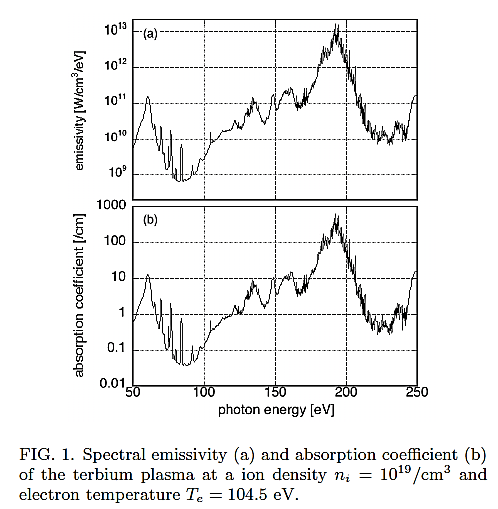 (a)
10^13
10^12
10^11
10^10
10^9
emissivity [W/cm^3/eV]
(b)
1000
100
10
1
0.1
0.01
absorption coefficient [/cm]
50 100 150 200 250
photon energy [eV]
FIG. 1. Spectral emissivity (a) and absorption coefficient (b)
of the terbium plasma at a ion density n_i = 10^19/cm^3 and
electron temperature T_e = 104.5 eV.